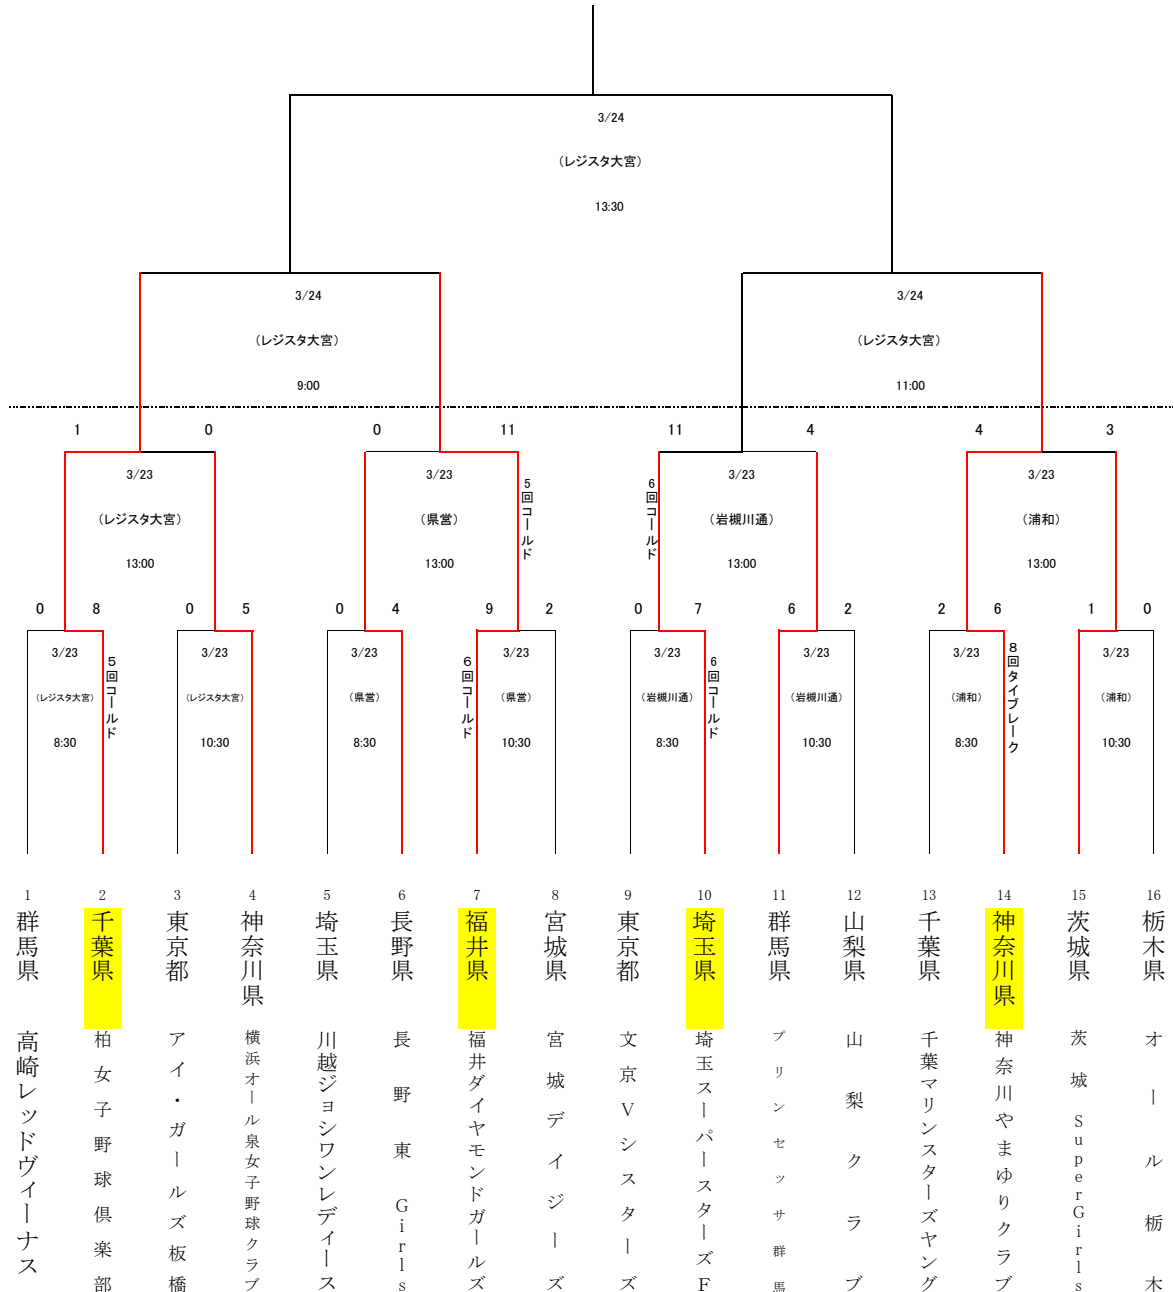 3/24
（レジスタ大宮）
13:30
3/24
（レジスタ大宮）
9:00
3/24
（レジスタ大宮）
11:00
1 0 0 11 11 4 4 3
3/23
（レジスタ大宮）
13:00
3/23
（県営）
13:00
5回コールド
6回コールド
3/23
（岩槻川通）
13:00
3/23
（浦和）
13:00
0 8 0 5 0 4 9 2 0 7 6 2 2 6 1 0
3/23
（レジスタ大宮）
8:30
5回コールド
3/23
（レジスタ大宮）
10:30
3/23
（県営）
8:30
6回コールド
3/23
（県営）
10:30
3/23
（岩槻川通）
8:30
6回コールド
3/23
（岩槻川通）
10:30
3/23
（浦和）
8:30
8回タイブレーク
3/23
（浦和）
10:30
1 群馬県 高崎レッドヴィーナス
2 千葉県 柏女子野球倶楽部
3 東京都 アイ・ガールズ板橋
4 神奈川県 横浜オール泉女子野球クラブ
5 埼玉県 川越ジョシワンレディース
6 長野県 長野東Girls
7 福井県 福井ダイヤモンドガールズ
8 宮城県 宮城デイジーズ
9 東京都 文京Vシスターズ
10 埼玉県 埼玉スーパースターズF
11 群馬県 プリンセッサ群馬
12 山梨県 山梨クラブ
13 千葉県 千葉マリンスターズヤング
14 神奈川県 神奈川やまゆりクラブ
15 茨城県 茨城 SuperGirls
16 栃木県 オール栃木